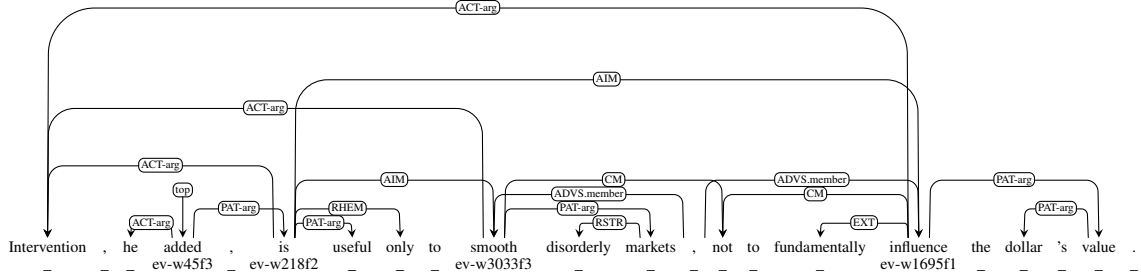 ACT-arg
AIM
ACT-arg
ACT-arg AIM CM ADVS.member PAT-arg
top ADVS.member CM
PAT-arg RHEM PAT-arg PAT-arg
ACT-arg PAT-arg RSTR EXT
Intervention , he added , is useful only to smooth disorderly markets , not to fundamentally influence the dollar 's value .
_ _ _ ev-w45f3 _ ev-w218f2 _ _ _ ev-w3033f3 _ _ _ _ _ _ ev-w1695f1 _ _ _ _ _